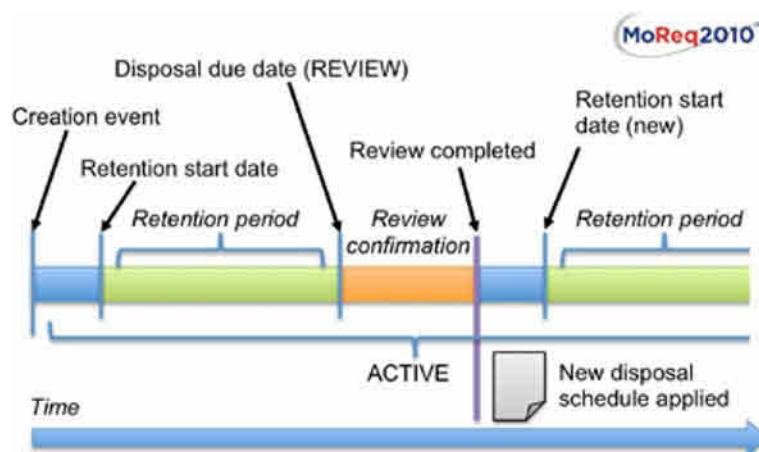 MoReq2010
Disposal due date (REVIEW)
Creation event
Retention start
date (new)
Review completed
Retention start date
Retention period
Review
confirmation
Retention period
ACTIVE
New disposal
schedule applied
Time